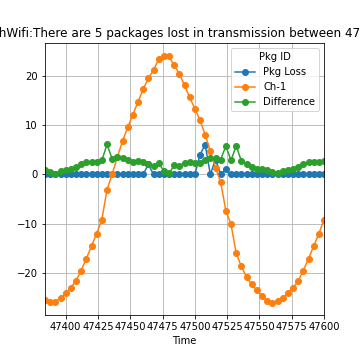 hWifi:There are 5 packages lost in transmission between 47
Pkg ID
Pkg Loss
Ch-1
Difference
20
10
0
−10
−20
47400 47425 47450 47475 47500 47525 47550 47575 47600
Time